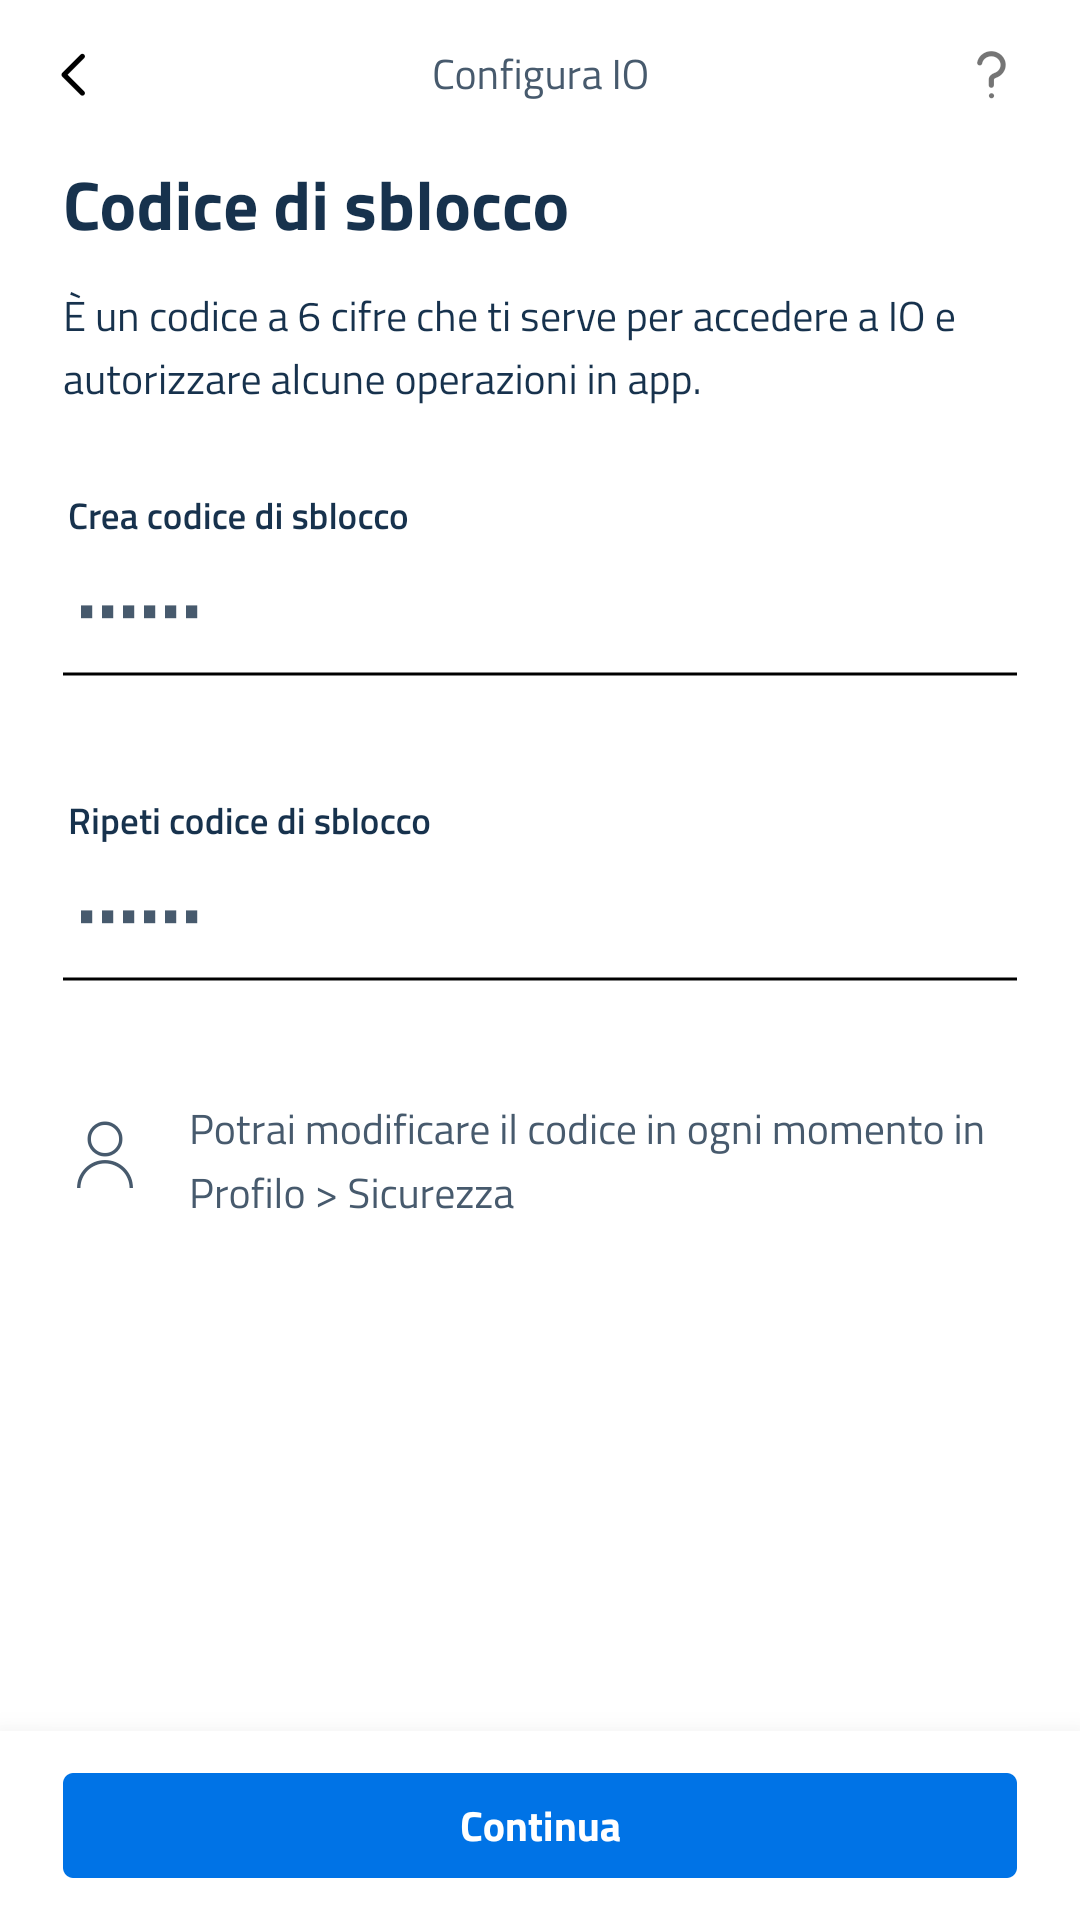 Configura IO
Codice di sblocco
È un codice a 6 cifre che ti serve per accedere a IO e
autorizzare alcune operazioni in app.
Crea codice di sblocco
Ripeti codice di sblocco
Potrai modificare il codice in ogni momento in
Profilo > Sicurezza
Continua